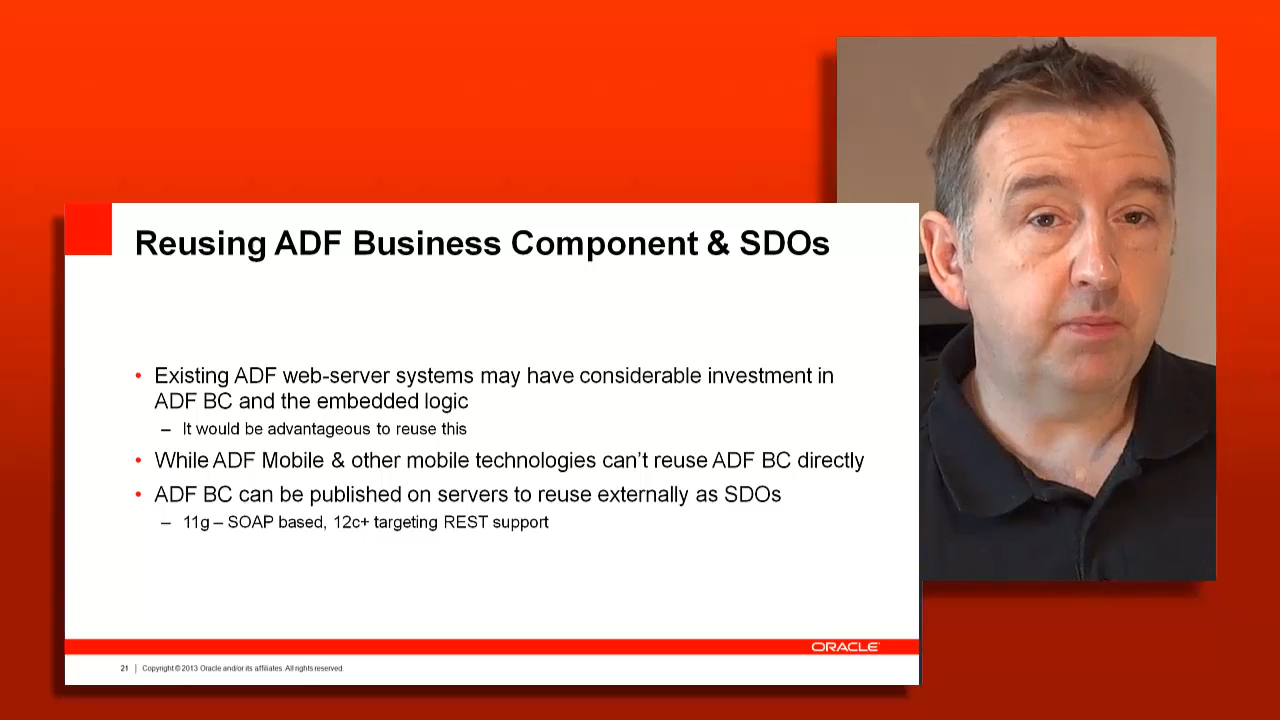 Reusing ADF Business Component & SDOs
• Existing ADF web-server systems may have considerable investment in
ADF BC and the embedded logic
– It would be advantageous to reuse this
• While ADF Mobile & other mobile technologies can't reuse ADF BC directly
• ADF BC can be published on servers to reuse externally as SDOs
– 11g – SOAP based, 12c+ targeting REST support
ORACLE
21 | Copyright © 2013 Oracle and/or its affiliates. All rights reserved.